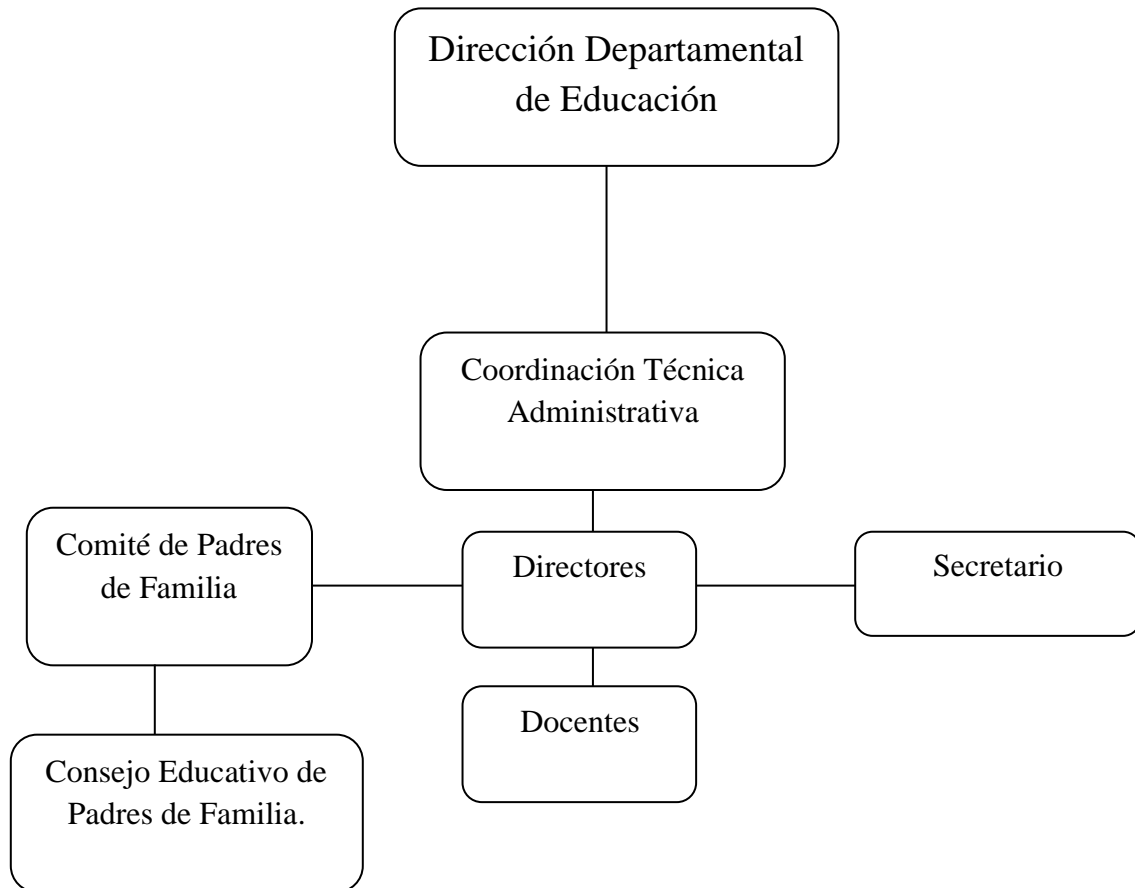 Dirección Departamental
de Educación
Coordinación Técnica
Administrativa
Comité de Padres
de Familia
Directores
Secretario
Docentes
Consejo Educativo de
Padres de Familia.